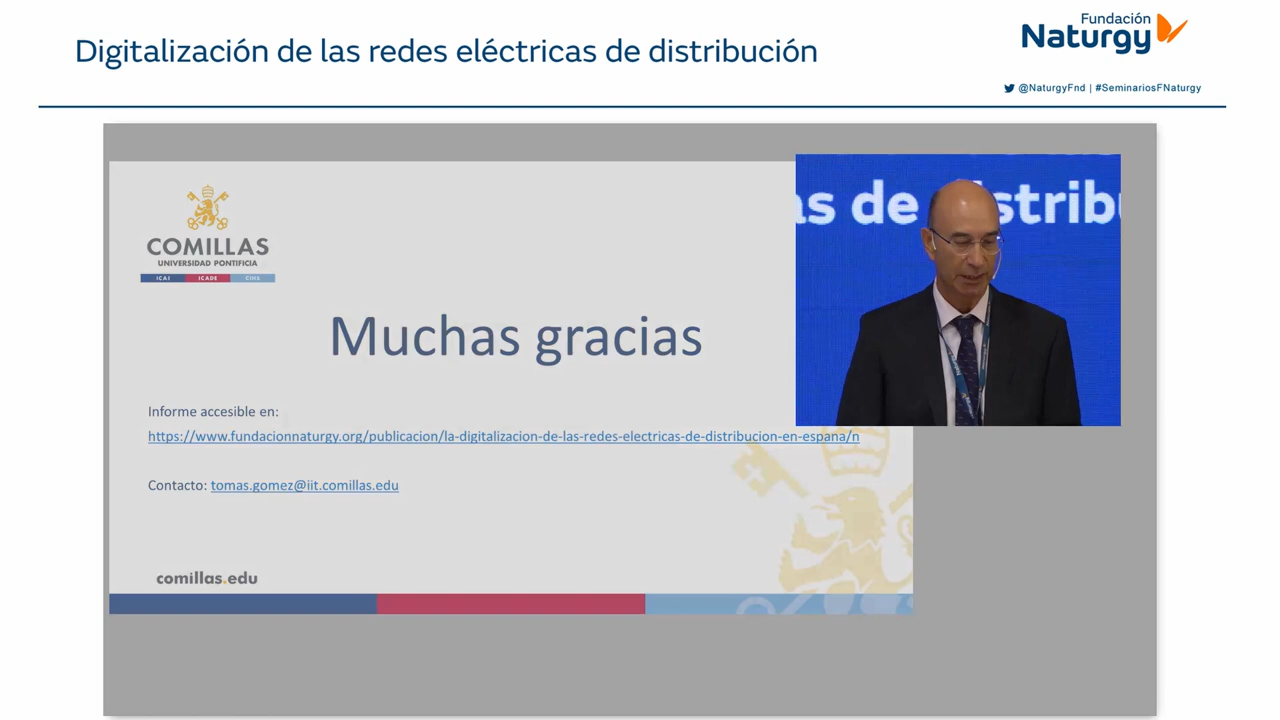 Digitalización de las redes eléctricas de distribución
Fundación
Naturgy
@NaturgyFnd | #SeminariosFNaturgy
as de distribu
COMILLAS
UNIVERSIDAD PONTIFICIA
ICAI ICADE CIHS
Muchas gracias
Informe accesible en:
https://www.fundacionnaturgy.org/publicacion/la-digitalizacion-de-las-redes-electricas-de-distribucion-en-espana/n
Contacto: tomas.gomez@iit.comillas.edu
comillas.edu